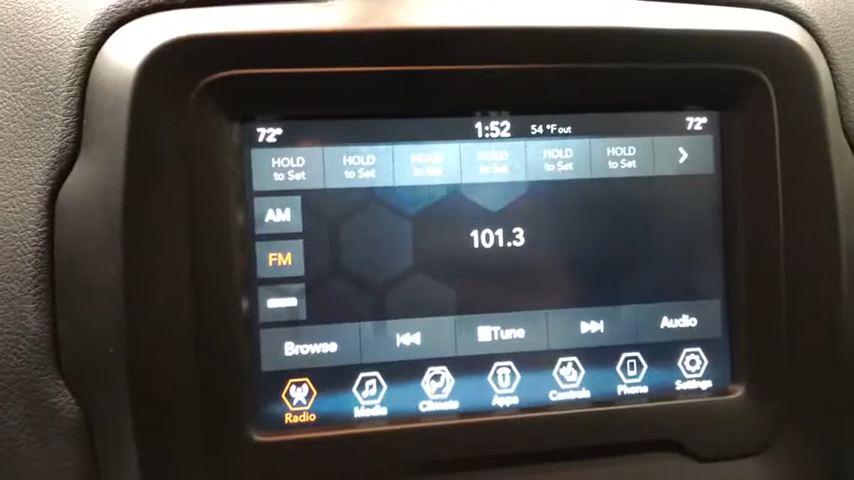 72° 1:52 54 °F out 72°
HOLD to Set HOLD to Set HOLD to Set HOLD to Set HOLD to Set HOLD to Set
AM
101.3
FM
Browse Tune Audio
Radio Media Climate Apps Controls Phone Settings